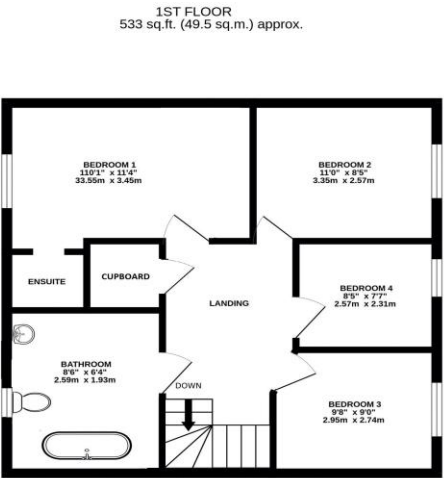 1ST FLOOR
533 sq.ft. (49.5 sq.m.) approx.
BEDROOM 1
110'1" x 11'4"
33.55m x 3.45m
BEDROOM 2
11'0" x 8'5"
3.35m x 2.57m
ENSUITE
CUPBOARD
LANDING
BEDROOM 4
8'5" x 7'7"
2.57m x 2.31m
BATHROOM
8'6" x 6'4"
2.59m x 1.93m
DOWN
BEDROOM 3
9'8" x 9'0"
2.95m x 2.74m